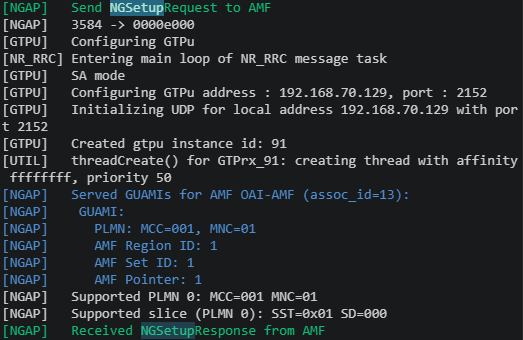 [NGAP]   Send NGSetupRequest to AMF
[NGAP]   3584 -> 0000e000
[GTPU]   Configuring GTPu
[NR_RRC] Entering main loop of NR_RRC message task
[GTPU]   SA mode
[GTPU]   Configuring GTPu address : 192.168.70.129, port : 2152
[GTPU]   Initializing UDP for local address 192.168.70.129 with por
t 2152
[GTPU]   Created gtpu instance id: 91
[UTIL]   threadCreate() for GTPrx_91: creating thread with affinity
 ffffffff, priority 50
[NGAP]   Served GUAMIs for AMF OAI-AMF (assoc_id=13):
[NGAP]    GUAMI:
[NGAP]      PLMN: MCC=001, MNC=01
[NGAP]      AMF Region ID: 1
[NGAP]      AMF Set ID: 1
[NGAP]      AMF Pointer: 1
[NGAP]   Supported PLMN 0: MCC=001 MNC=01
[NGAP]   Supported slice (PLMN 0): SST=0x01 SD=000
[NGAP]   Received NGSetupResponse from AMF